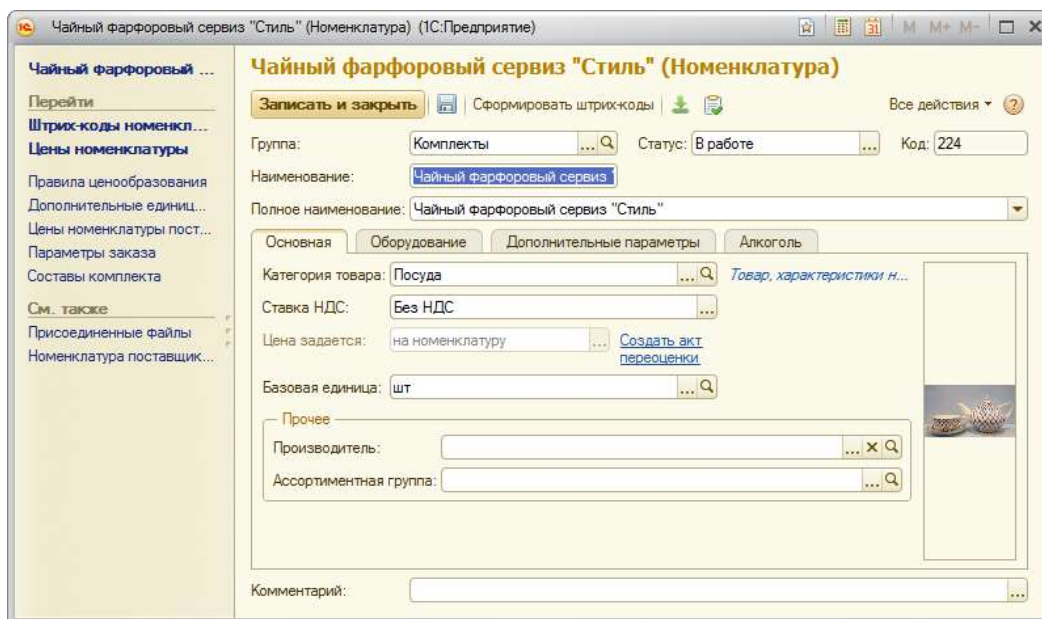 Чайный фарфоровый сервиз "Стиль" (Номенклатура) (1С:Предприятие)
M M+ M-
Чайный фарфоровый ...
Перейти
Штрих-коды номенкл...
Цены номенклатуры
Правила ценообразования
Дополнительные единиц...
Цены номенклатуры пост...
Параметры заказа
Составы комплекта
См. также
Присоединенные файлы
Номенклатура поставщик...
Чайный фарфоровый сервиз "Стиль" (Номенклатура)
Записать и закрыть Сформировать штрих-коды Все действия
Группа: Комплекты ... Статус: В работе ... Код: 224
Наименование: Чайный фарфоровый сервиз
Полное наименование: Чайный фарфоровый сервиз "Стиль"
Основная Оборудование Дополнительные параметры Алкоголь
Категория товара: Посуда ... Товар, характеристики н...
Ставка НДС: Без НДС ...
Цена задается: на номенклатуру ... Создать акт
переоценки
Базовая единица: шт ...
Прочее
Производитель: ...
Ассортиментная группа: ...
Комментарий: ...